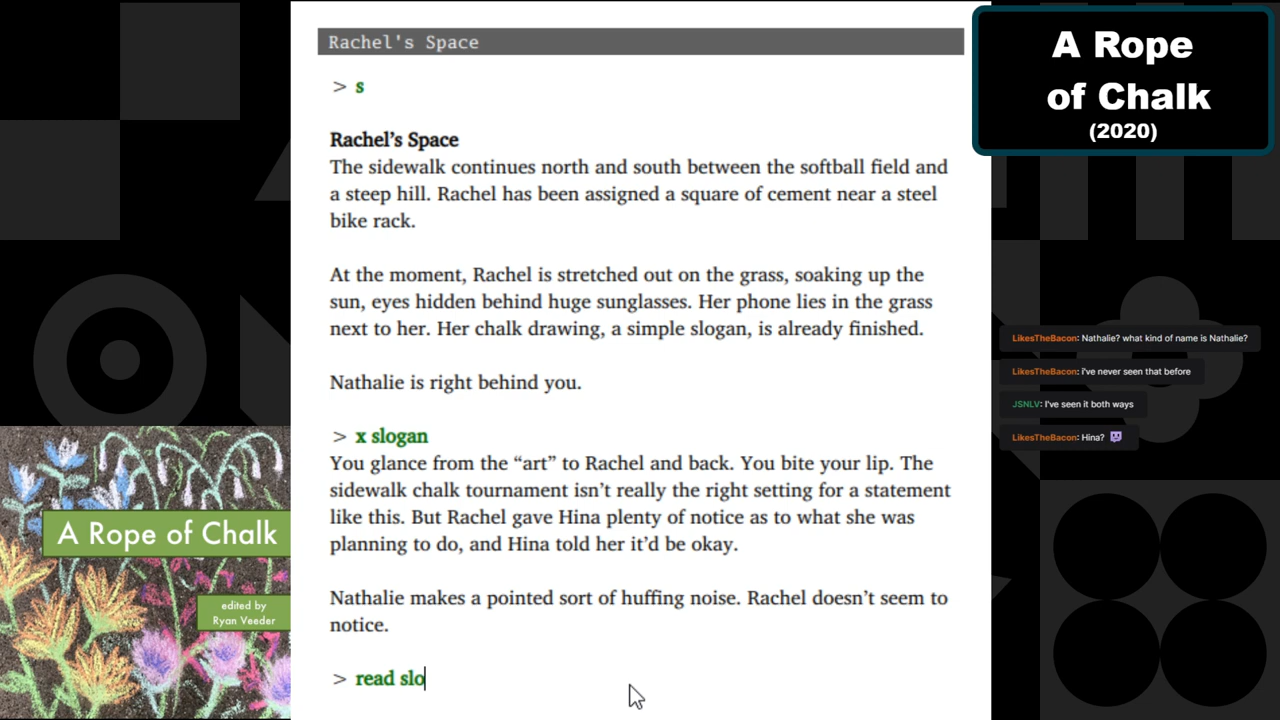 Rachel's Space
> s
Rachel’s Space
The sidewalk continues north and south between the softball field and
a steep hill. Rachel has been assigned a square of cement near a steel
bike rack.
At the moment, Rachel is stretched out on the grass, soaking up the
sun, eyes hidden behind huge sunglasses. Her phone lies in the grass
next to her. Her chalk drawing, a simple slogan, is already finished.
Nathalie is right behind you.
> x slogan
You glance from the “art” to Rachel and back. You bite your lip. The
sidewalk chalk tournament isn’t really the right setting for a statement
like this. But Rachel gave Hina plenty of notice as to what she was
planning to do, and Hina told her it’d be okay.
Nathalie makes a pointed sort of huffing noise. Rachel doesn’t seem to
notice.
> read slo
A Rope
of Chalk
(2020)
LikesTheBacon: Nathalie? what kind of name is Nathalie?
LikesTheBacon: i've never seen that before
JSNLV: I've seen it both ways
LikesTheBacon: Hina?
A Rope of Chalk
edited by
Ryan Veeder